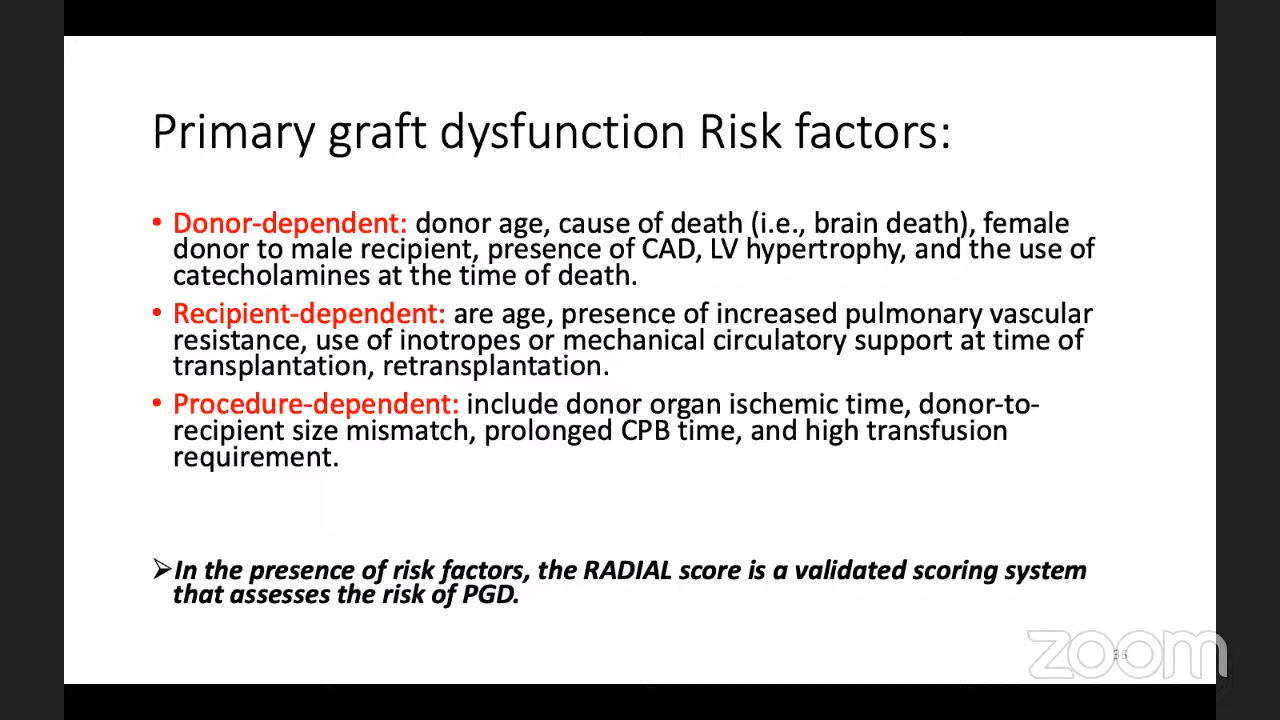 Primary graft dysfunction Risk factors:
• Donor-dependent: donor age, cause of death (i.e., brain death), female
donor to male recipient, presence of CAD, LV hypertrophy, and the use of
catecholamines at the time of death.
• Recipient-dependent: are age, presence of increased pulmonary vascular
resistance, use of inotropes or mechanical circulatory support at time of
transplantation, retransplantation.
• Procedure-dependent: include donor organ ischemic time, donor-to-
recipient size mismatch, prolonged CPB time, and high transfusion
requirement.
➢In the presence of risk factors, the RADIAL score is a validated scoring system
that assesses the risk of PGD.
zoom